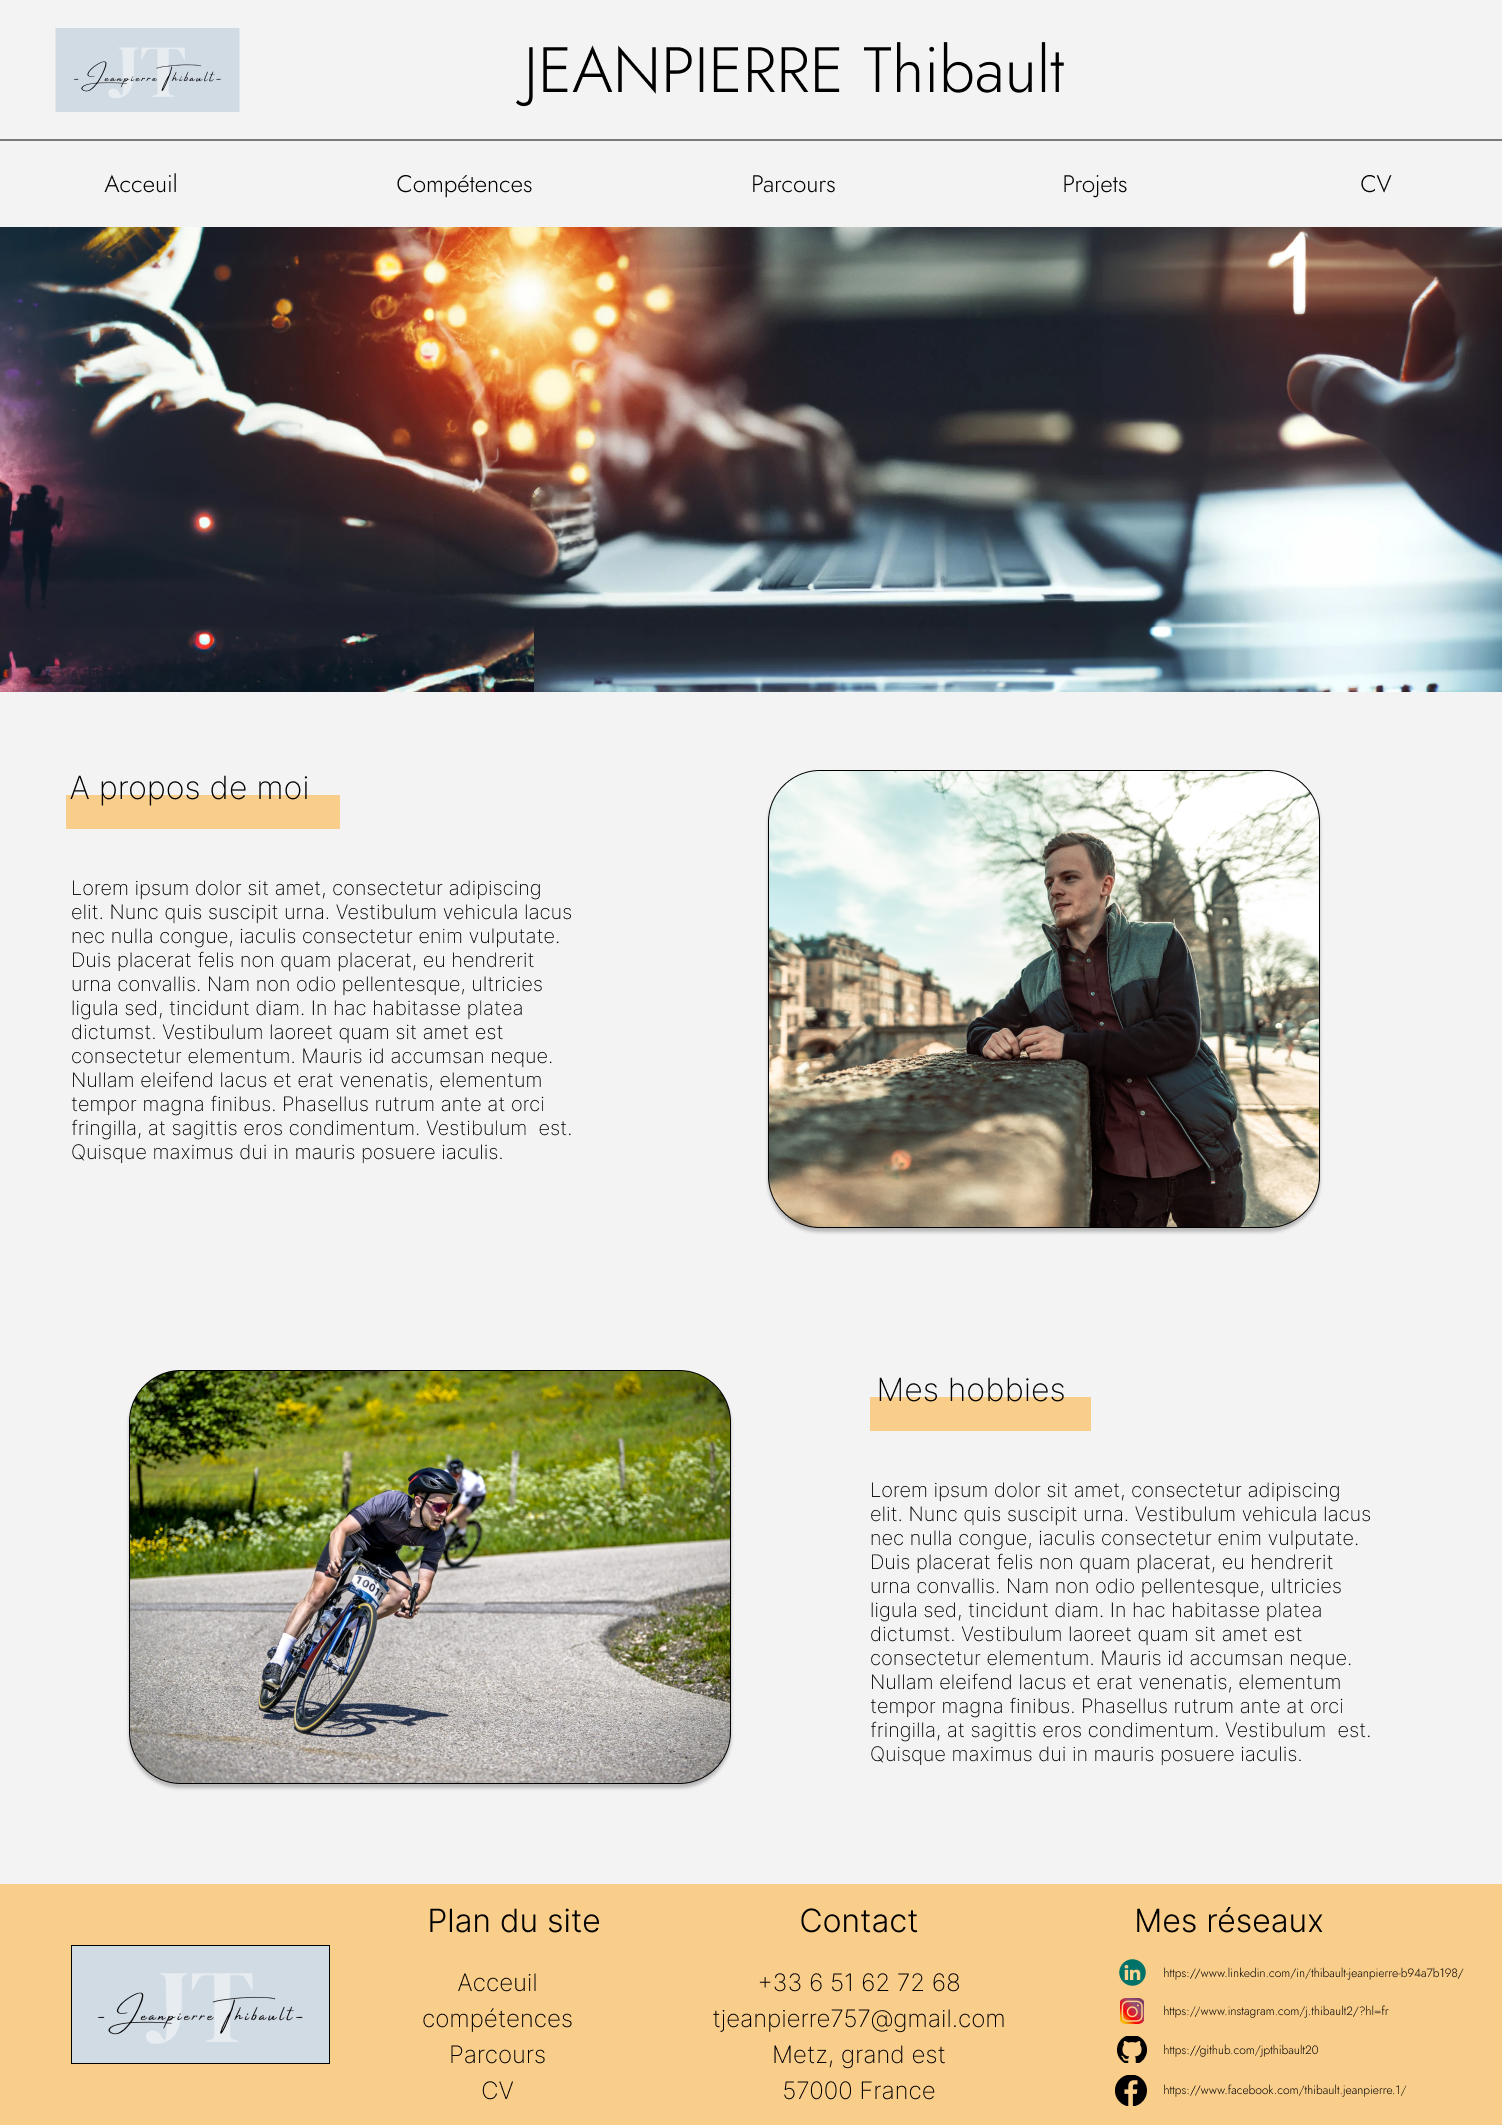 JT
- Jeanpierre Thibault -
JEANPIERRE Thibault
Acceuil
Compétences
Parcours
Projets
CV
1
A propos de moi
Lorem ipsum dolor sit amet, consectetur adipiscing
elit. Nunc quis suscipit urna. Vestibulum vehicula lacus
nec nulla congue, iaculis consectetur enim vulputate.
Duis placerat felis non quam placerat, eu hendrerit
urna convallis. Nam non odio pellentesque, ultricies
ligula sed, tincidunt diam. In hac habitasse platea
dictumst. Vestibulum laoreet quam sit amet est
consectetur elementum. Mauris id accumsan neque.
Nullam eleifend lacus et erat venenatis, elementum
tempor magna finibus. Phasellus rutrum ante at orci
fringilla, at sagittis eros condimentum. Vestibulum  est.
Quisque maximus dui in mauris posuere iaculis.
1001
Mes hobbies
Lorem ipsum dolor sit amet, consectetur adipiscing
elit. Nunc quis suscipit urna. Vestibulum vehicula lacus
nec nulla congue, iaculis consectetur enim vulputate.
Duis placerat felis non quam placerat, eu hendrerit
urna convallis. Nam non odio pellentesque, ultricies
ligula sed, tincidunt diam. In hac habitasse platea
dictumst. Vestibulum laoreet quam sit amet est
consectetur elementum. Mauris id accumsan neque.
Nullam eleifend lacus et erat venenatis, elementum
tempor magna finibus. Phasellus rutrum ante at orci
fringilla, at sagittis eros condimentum. Vestibulum  est.
Quisque maximus dui in mauris posuere iaculis.
JT
- Jeanpierre Thibault -
Plan du site
Acceuil
compétences
Parcours
CV
Contact
+33 6 51 62 72 68
tjeanpierre757@gmail.com
Metz, grand est
57000 France
Mes réseaux
in
https://www.linkedin.com/in/thibault-jeanpierre-b94a7b198/
https://www.instagram.com/j.thibault2/?hl=fr
https://github.com/jpthibault20
https://www.facebook.com/thibault.jeanpierre.1/